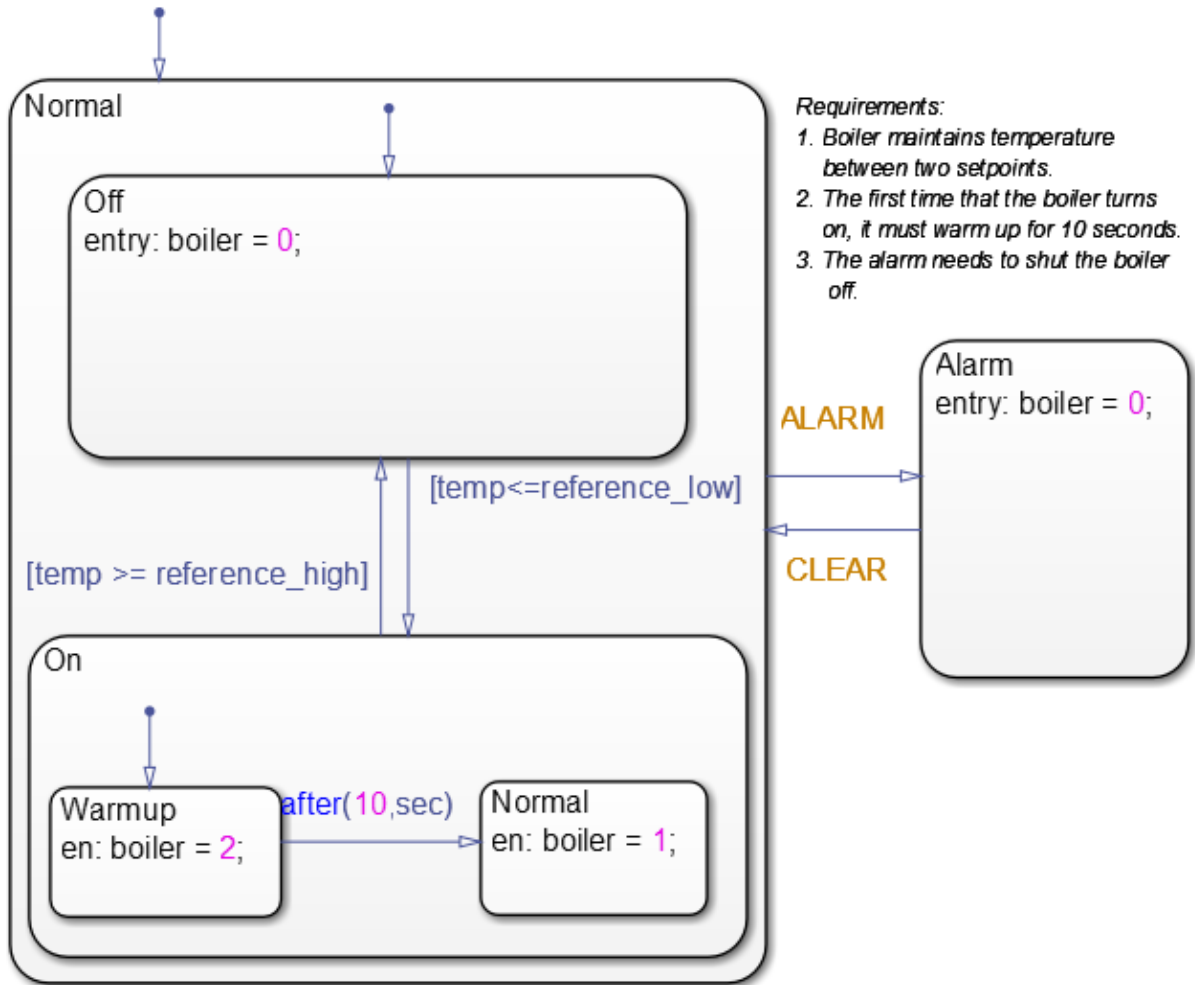 Normal
Requirements:
1. Boiler maintains temperature
between two setpoints.
2. The first time that the boiler turns
on, it must warm up for 10 seconds.
3. The alarm needs to shut the boiler
off.
Off
entry: boiler = 0;
Alarm
entry: boiler = 0;
ALARM
[temp<=reference_low]
CLEAR
[temp >= reference_high]
On
Warmup
en: boiler = 2;
after(10,sec)
Normal
en: boiler = 1;